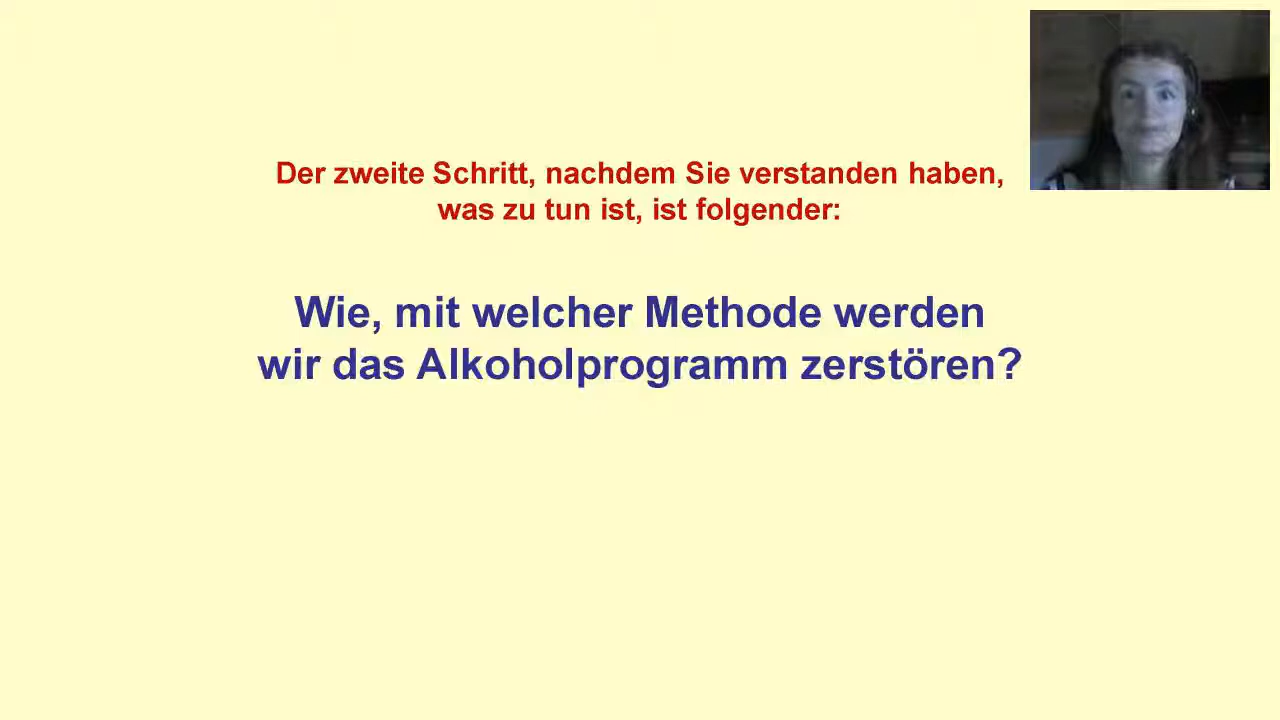 Der zweite Schritt, nachdem Sie verstanden haben,
was zu tun ist, ist folgender:
Wie, mit welcher Methode werden
wir das Alkoholprogramm zerstören?